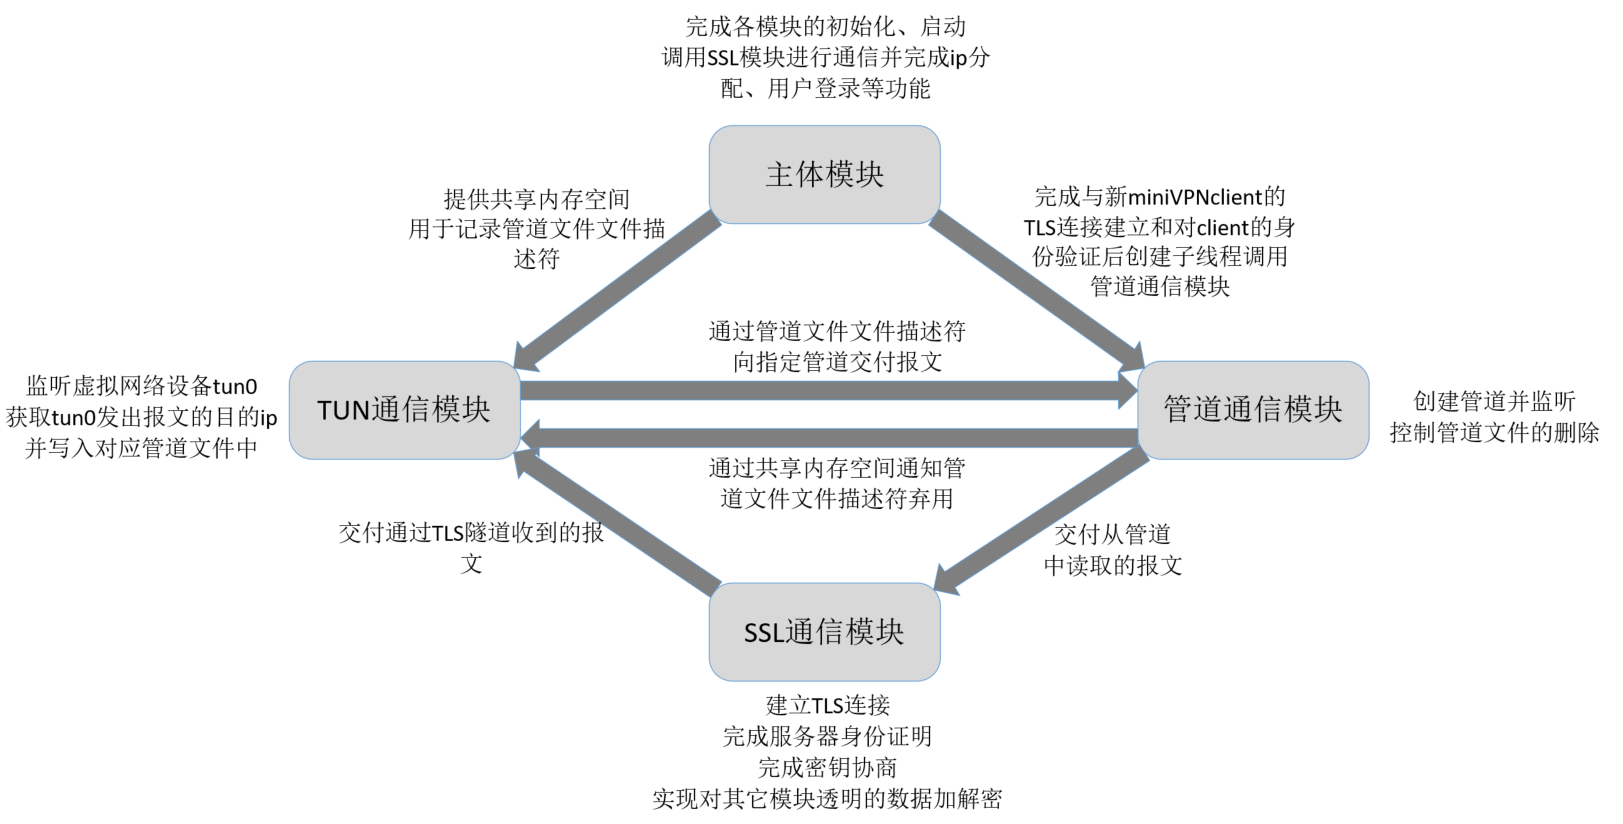 完成各模块的初始化、启动
调用SSL模块进行通信并完成ip分
配、用户登录等功能
主体模块
提供共享内存空间
用于记录管道文件文件描
述符
完成与新miniVPNclient的
TLS连接建立和对client的身
份验证后创建子线程调用
管道通信模块
通过管道文件文件描述符
向指定管道交付报文
监听虚拟网络设备tun0
获取tun0发出报文的目的ip
并写入对应管道文件中
TUN通信模块
管道通信模块
创建管道并监听
控制管道文件的删除
通过共享内存空间通知管
道文件文件描述符弃用
交付通过TLS隧道收到的报
文
交付从管道
中读取的报文
SSL通信模块
建立TLS连接
完成服务器身份证明
完成密钥协商
实现对其它模块透明的数据加解密